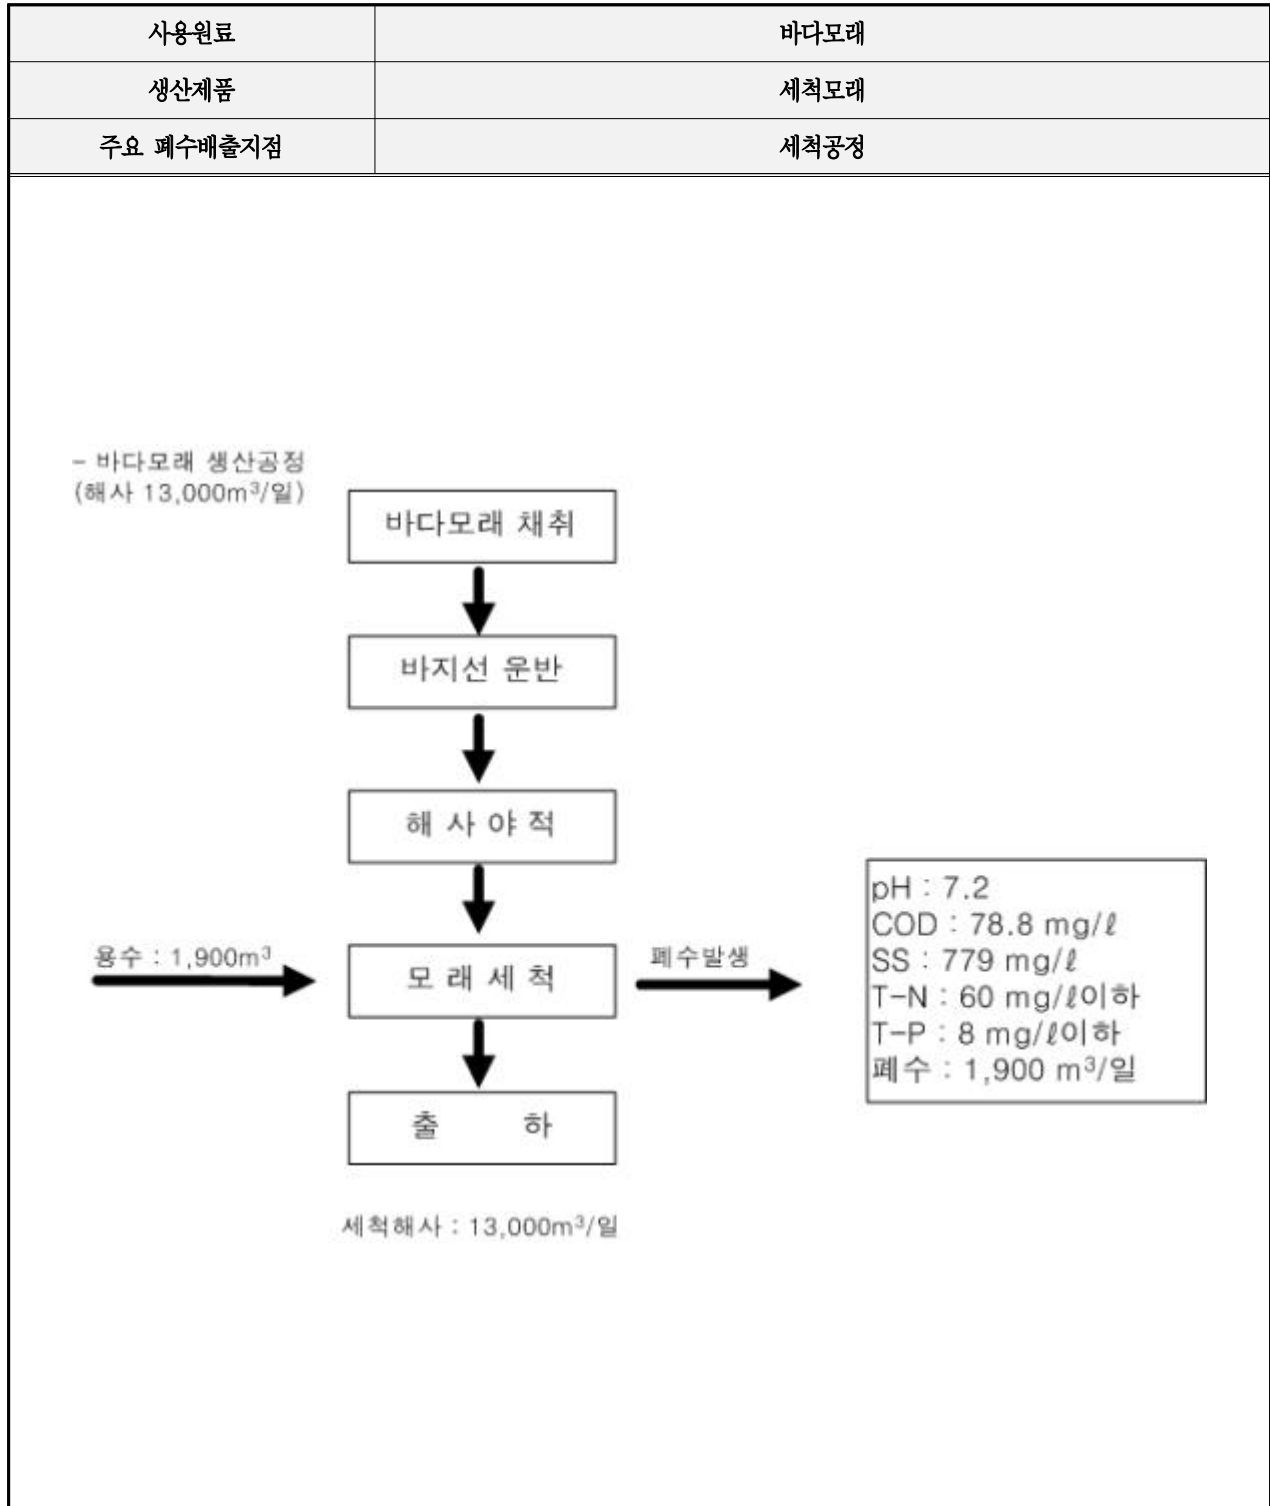 사용원료 바다모래
생산제품 세척모래
주요 폐수배출지점 세척공정
- 바다모래 생산공정
(해사 13,000m³/일)
바다모래 채취
바지선 운반
해 사 야 적
용수 : 1,900m³
모 래 세 척
폐수발생
pH : 7.2
COD : 78.8 mg/ℓ
SS : 779 mg/ℓ
T-N : 60 mg/ℓ이하
T-P : 8 mg/ℓ이하
폐수 : 1,900 m³/일
출 하
세척해사 : 13,000m³/일